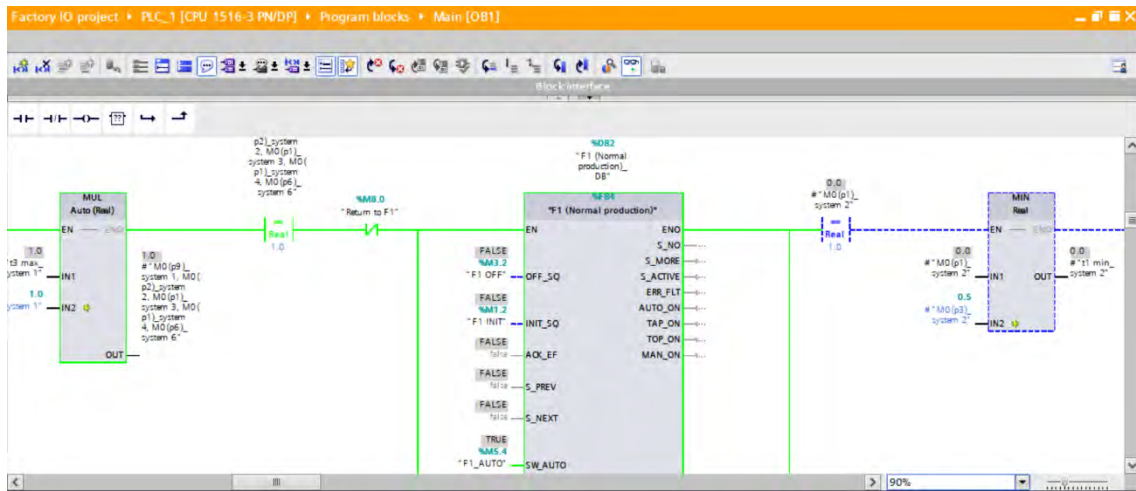 Factory IO project ▸ PLC_1 [CPU 1516-3 PN/DP] ▸ Program blocks ▸ Main [OB1]
Block interface
p2)_system
2, M0(p1)_
system 3, M0(
p1)_system
4, M0(p6)_
system 6"
Real
1.0
%M8.0
"Return to F1"
MUL
Auto (Real)
EN
ENO
1.0
"t3 max_
system 1"
IN1
1.0
system 1"
IN2
OUT
1.0
#"M0(p9)_
system 1, M0(
p2)_system
2, M0(p1)_
system 3, M0(
p1)_system
4, M0(p6)_
system 6"
%DB2
"F1 (Normal
production)_
DB"
%FB4
"F1 (Normal production)"
EN
ENO
S_NO
S_MORE
S_ACTIVE
ERR_FLT
AUTO_ON
TAP_ON
TOP_ON
MAN_ON
FALSE
%M3.2
"F1 OFF"
OFF_SQ
FALSE
%M1.2
"F1 INIT"
INIT_SQ
FALSE
false
ACK_EF
FALSE
false
S_PREV
FALSE
false
S_NEXT
TRUE
%M5.4
"F1_AUTO"
SW_AUTO
0.0
#"M0(p1)_
system 2"
Real
1.0
MIN
Real
EN
ENO
0.0
#"M0(p1)_
system 2"
IN1
0.5
#"M0(p3)_
system 2"
IN2
OUT
0.0
#"t1 min_
system 2"
90%